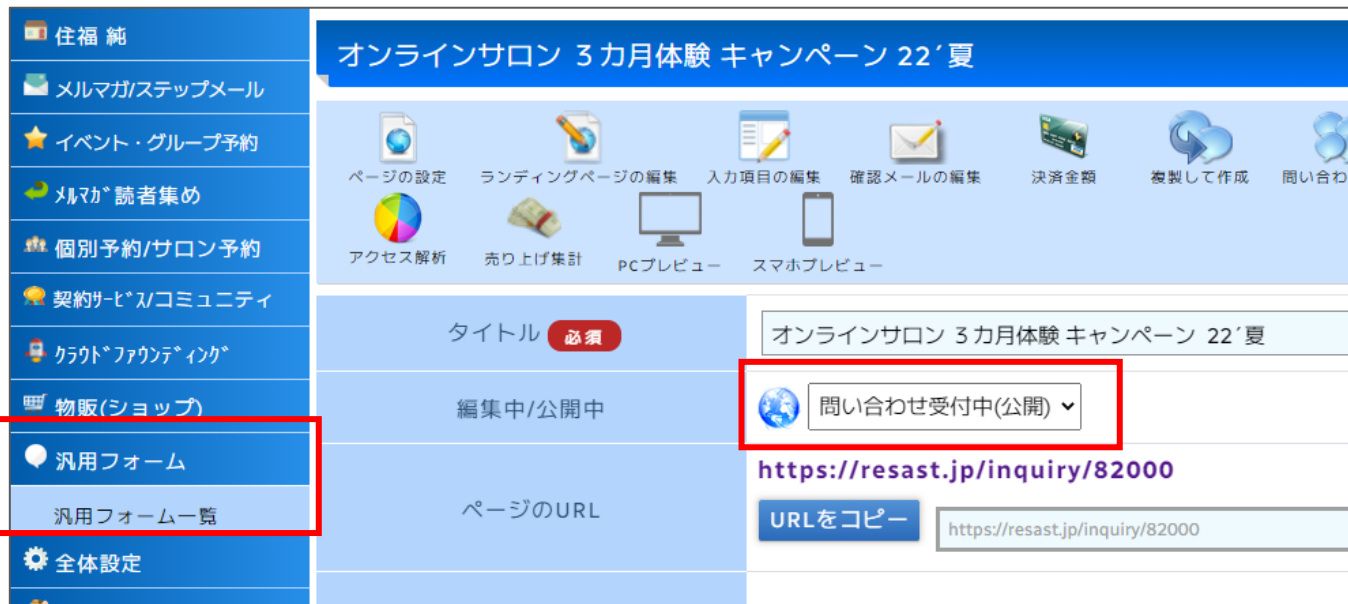 住福 純
メルマガ/ステップメール
イベント・グループ予約
ﾒﾙﾏｶﾞ読者集め
個別予約/サロン予約
契約ｻｰﾋﾞｽ/コミュニティ
ｸﾗｳﾄﾞﾌｧｳﾝﾃﾞｨﾝｸﾞ
物販(ショップ)
汎用フォーム
汎用フォーム一覧
全体設定
オンラインサロン ３カ月体験 キャンペーン 22´夏
ページの設定
ランディングページの編集
入力項目の編集
確認メールの編集
決済金額
複製して作成
問い合わ
アクセス解析
売り上げ集計
PCプレビュー
スマホプレビュー
タイトル 必須
オンラインサロン ３カ月体験 キャンペーン 22´夏
編集中/公開中
問い合わせ受付中(公開)
ページのURL
https://resast.jp/inquiry/82000
URLをコピー
https://resast.jp/inquiry/82000